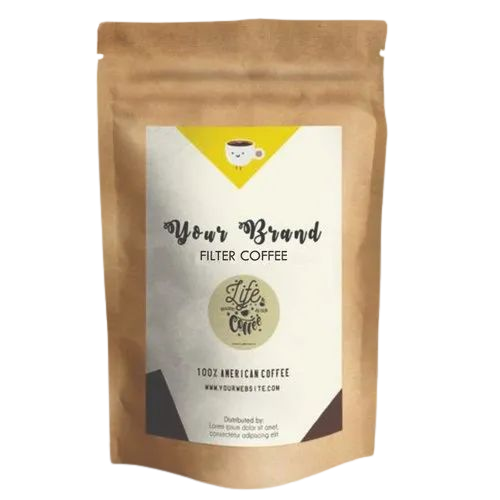 Your Brand
FILTER COFFEE
Life
Coffee
100% AMERICAN COFFEE
WWW.YOURWEBSITE.COM
Distributed by:
Lorem ipsum dolor sit amet,
consectetur adipiscing elit